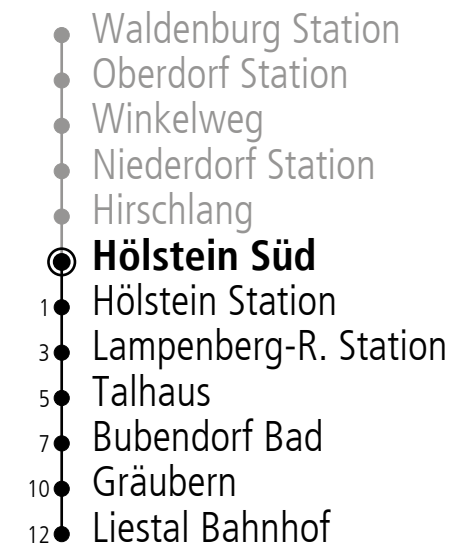 Waldenburg Station
Oberdorf Station
Winkelweg
Niederdorf Station
Hirschlang
Hölstein Süd
1 Hölstein Station
3 Lampenberg-R. Station
5 Talhaus
7 Bubendorf Bad
10 Gräubern
12 Liestal Bahnhof